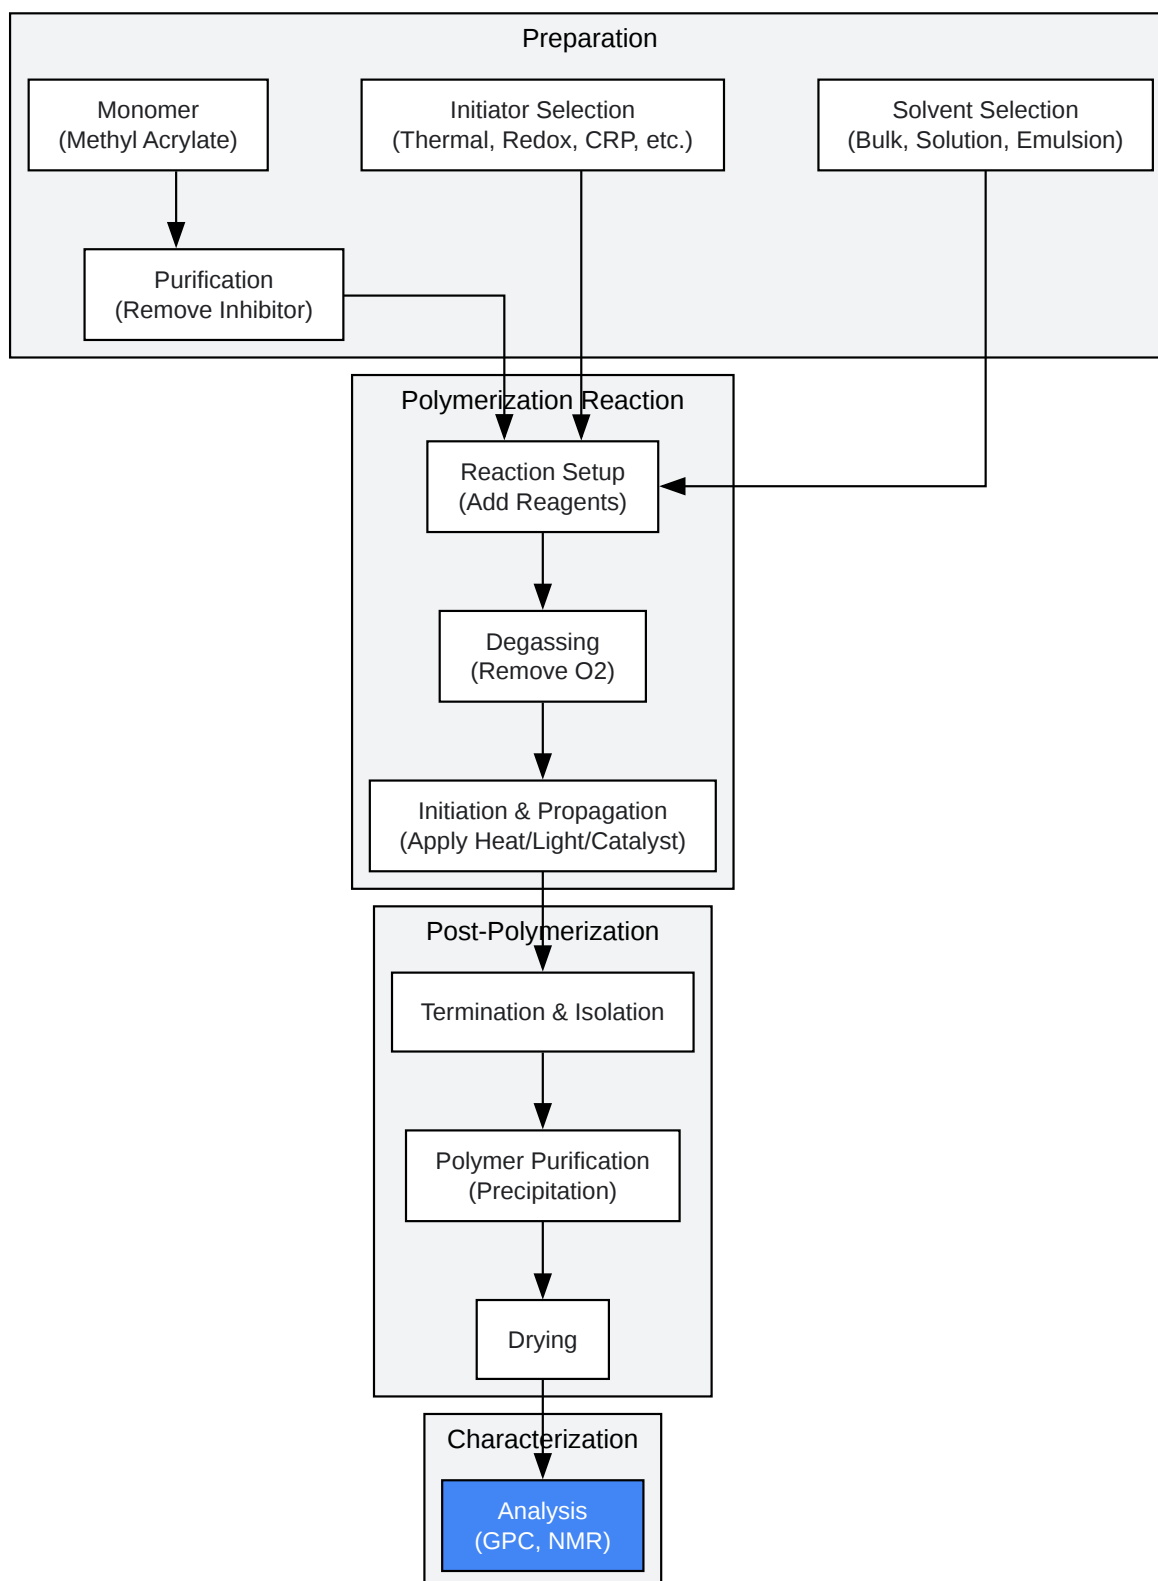 Preparation
Monomer
(Methyl Acrylate)
Initiator Selection
(Thermal, Redox, CRP, etc.)
Solvent Selection
(Bulk, Solution, Emulsion)
Purification
(Remove Inhibitor)
Polymerization Reaction
Reaction Setup
(Add Reagents)
Degassing
(Remove O2)
Initiation & Propagation
(Apply Heat/Light/Catalyst)
Post-Polymerization
Termination & Isolation
Polymer Purification
(Precipitation)
Drying
Characterization
Analysis
(GPC, NMR)